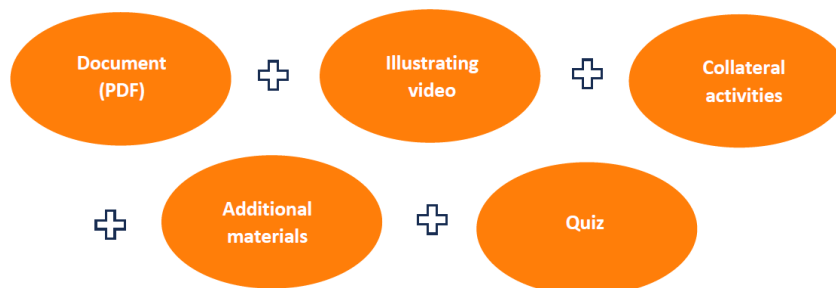 Document
(PDF)
Illustrating
video
Collateral
activities
Additional
materials
Quiz